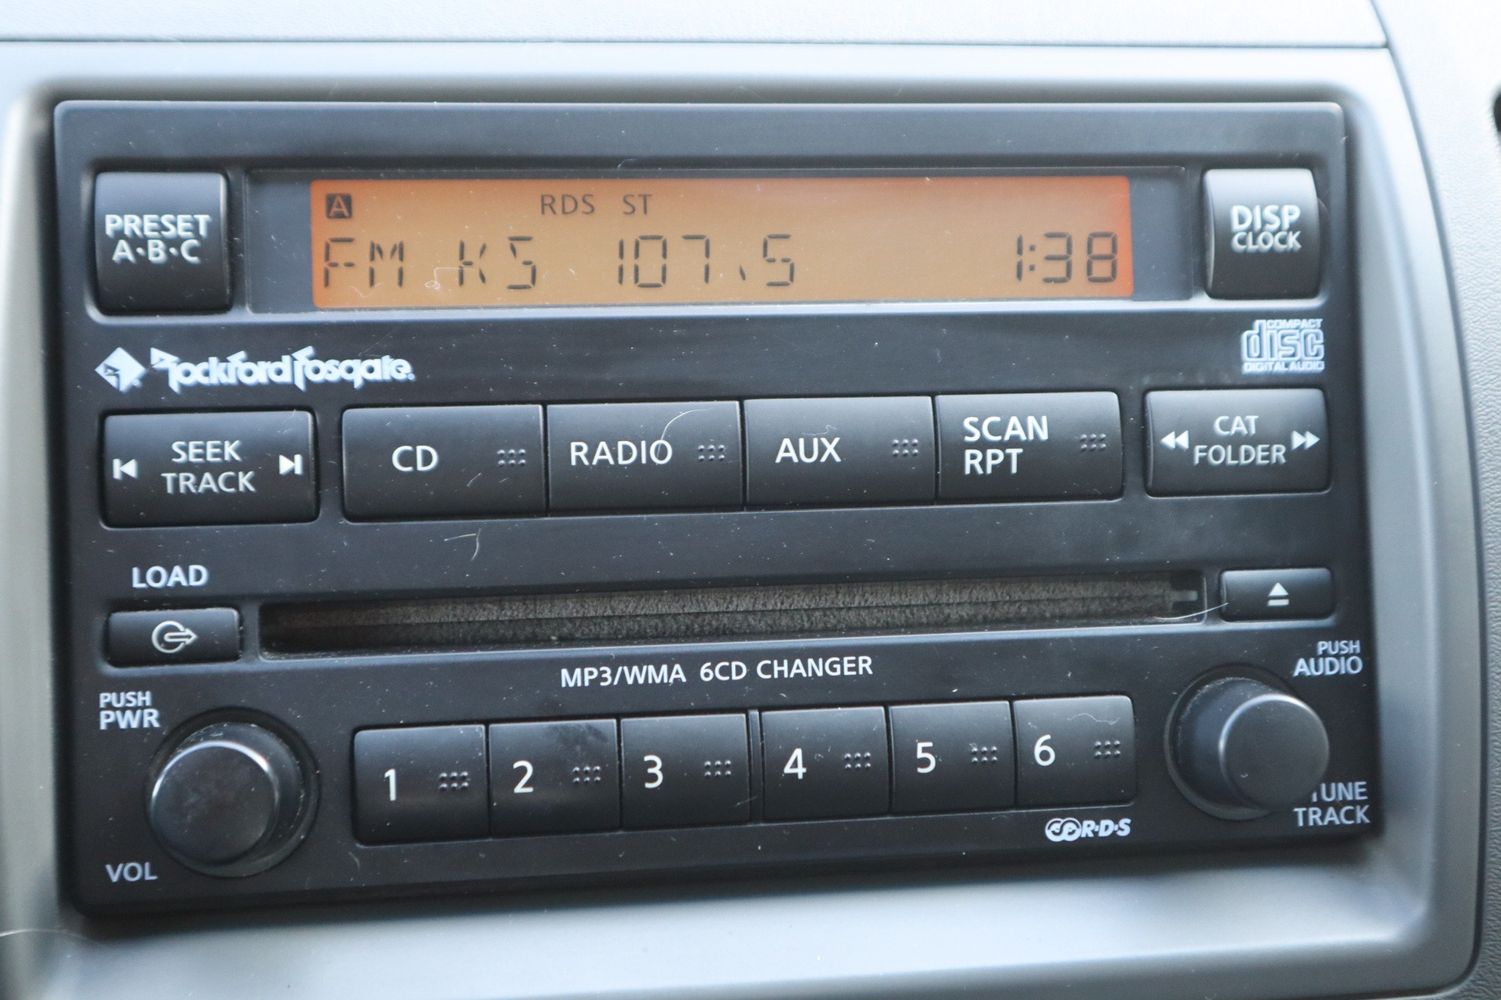 PRESET
A·B·C
A RDS ST
FM KS 107.5 1:38
DISP
CLOCK
Rockford Fosgate
COMPACT
disc
DIGITAL AUDIO
SEEK
TRACK
CD
RADIO
AUX
SCAN
RPT
CAT
FOLDER
LOAD
MP3/WMA 6CD CHANGER
PUSH
PWR
VOL
1 2 3 4 5 6
R·D·S
PUSH
AUDIO
TUNE
TRACK